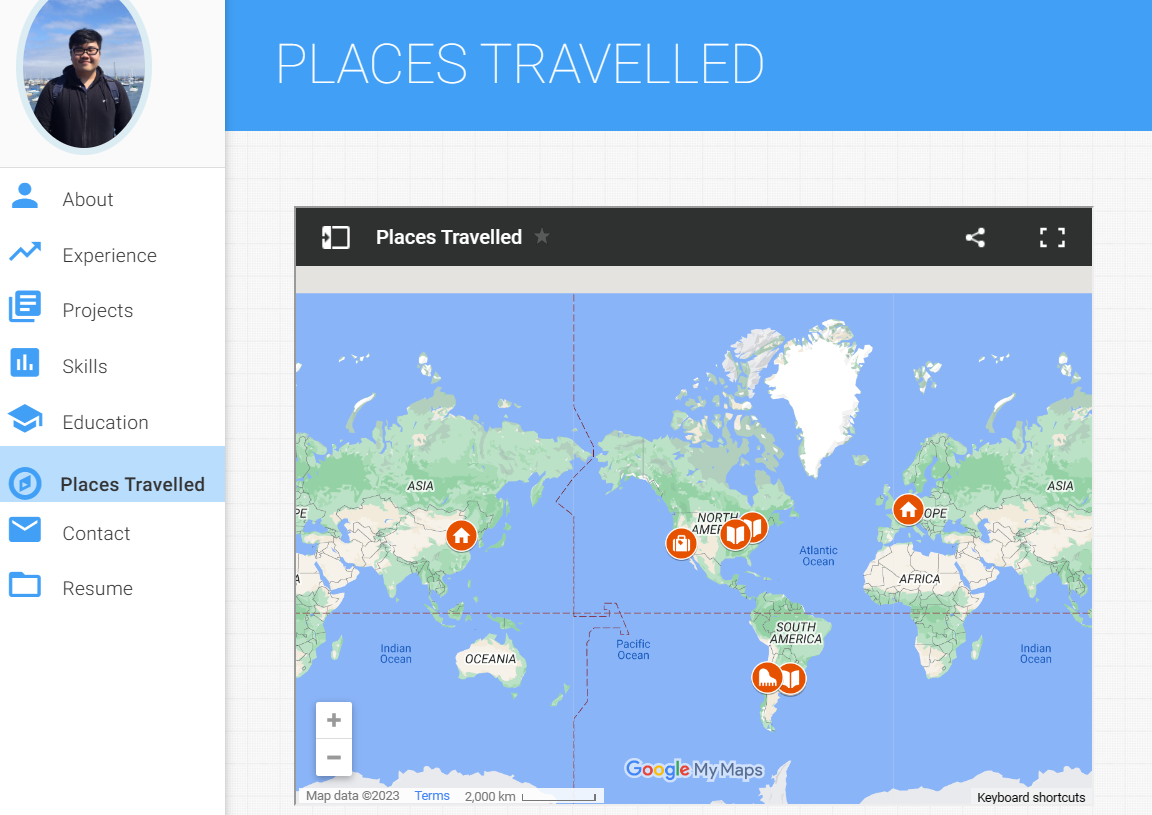 PLACES TRAVELLED
About
Experience
Projects
Skills
Education
Places Travelled
Contact
Resume
Places Travelled
ASIA
PE
NORTH
AMER
OPE
ASIA
Atlantic
Ocean
A
AFRICA
SOUTH
AMERICA
Indian
Ocean
OCEANIA
Pacific
Ocean
Indian
Ocean
Google My Maps
Map data ©2023 Terms 2,000 km
Keyboard shortcuts